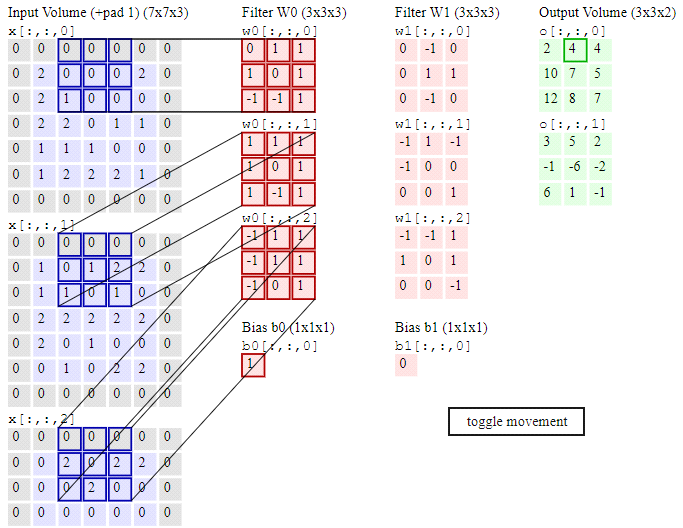 Input Volume (+pad 1) (7x7x3)
x[:,:,0]
0 0 0 0 0 0 0
0 2 0 0 0 2 0
0 2 1 0 0 0 0
0 2 2 0 1 1 0
0 1 1 1 0 0 0
0 1 2 2 2 1 0
0 0 0 0 0 0 0
x[:,:,1]
0 0 0 0 0 0 0
0 1 0 1 2 2 0
0 1 1 0 1 0 0
0 2 2 2 2 2 0
0 2 0 1 0 0 0
0 0 1 0 2 2 0
0 0 0 0 0 0 0
x[:,:,2]
0 0 0 0 0 0 0
0 0 2 0 2 2 0
0 0 0 2 0 0 0
0 0 0 0 0 0 0
Filter W0 (3x3x3)
w0[:,:,0]
0 1 1
1 0 1
-1 -1 1
w0[:,:,1]
1 1 1
1 0 1
1 -1 1
w0[:,:,2]
-1 1 1
-1 1 1
-1 0 1
Bias b0 (1x1x1)
b0[:,:,0]
1
Filter W1 (3x3x3)
w1[:,:,0]
0 -1 0
0 1 1
0 -1 0
w1[:,:,1]
-1 1 -1
-1 0 0
0 0 1
w1[:,:,2]
-1 -1 1
1 0 1
0 0 -1
Bias b1 (1x1x1)
b1[:,:,0]
0
Output Volume (3x3x2)
o[:,:,0]
2 4 4
10 7 5
12 8 7
o[:,:,1]
3 5 2
-1 -6 -2
6 1 -1
toggle movement